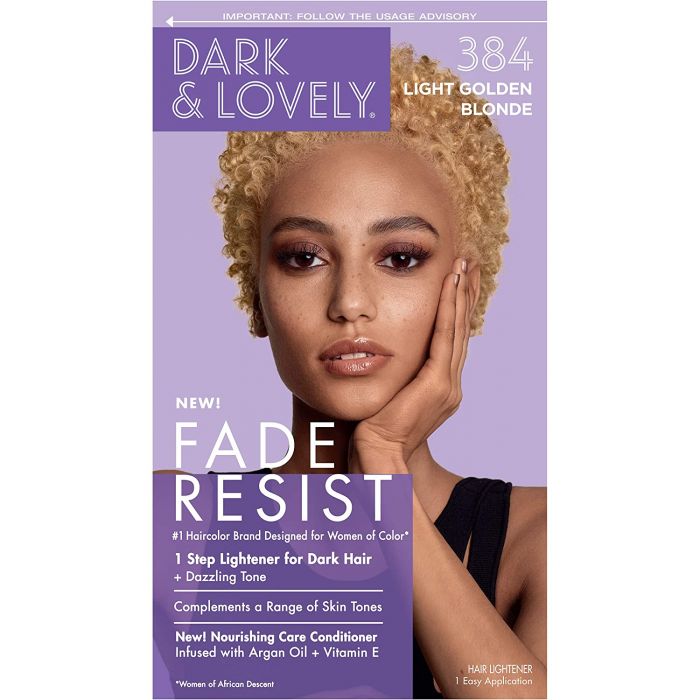 IMPORTANT: FOLLOW THE USAGE ADVISORY
DARK
& LOVELY®
384
LIGHT GOLDEN
BLONDE
NEW!
FADE
RESIST
#1 Haircolor Brand Designed for Women of Color*
1 Step Lightener for Dark Hair
+ Dazzling Tone
Complements a Range of Skin Tones
New! Nourishing Care Conditioner
Infused with Argan Oil + Vitamin E
*Women of African Descent
HAIR LIGHTENER
1 Easy Application